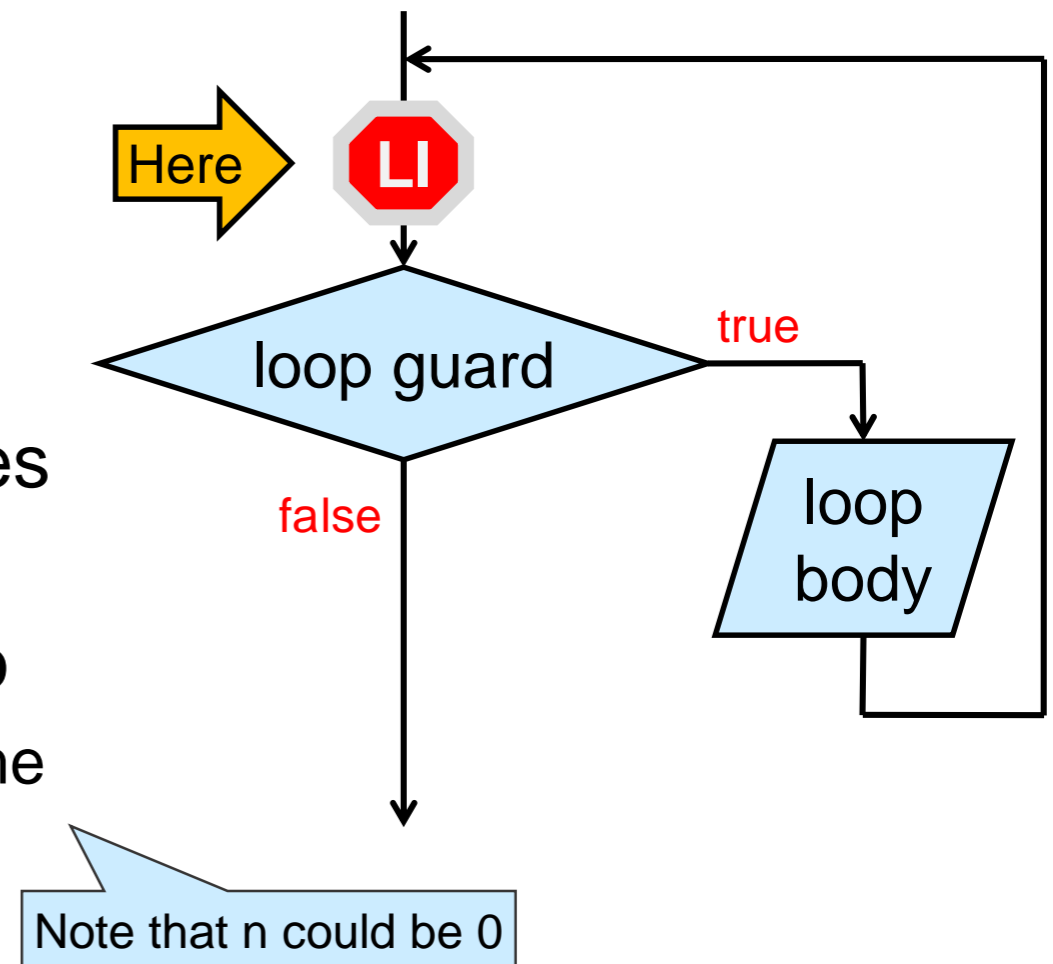 Here
LI
loop guard
true
false
loop
body
Note that n could be 0